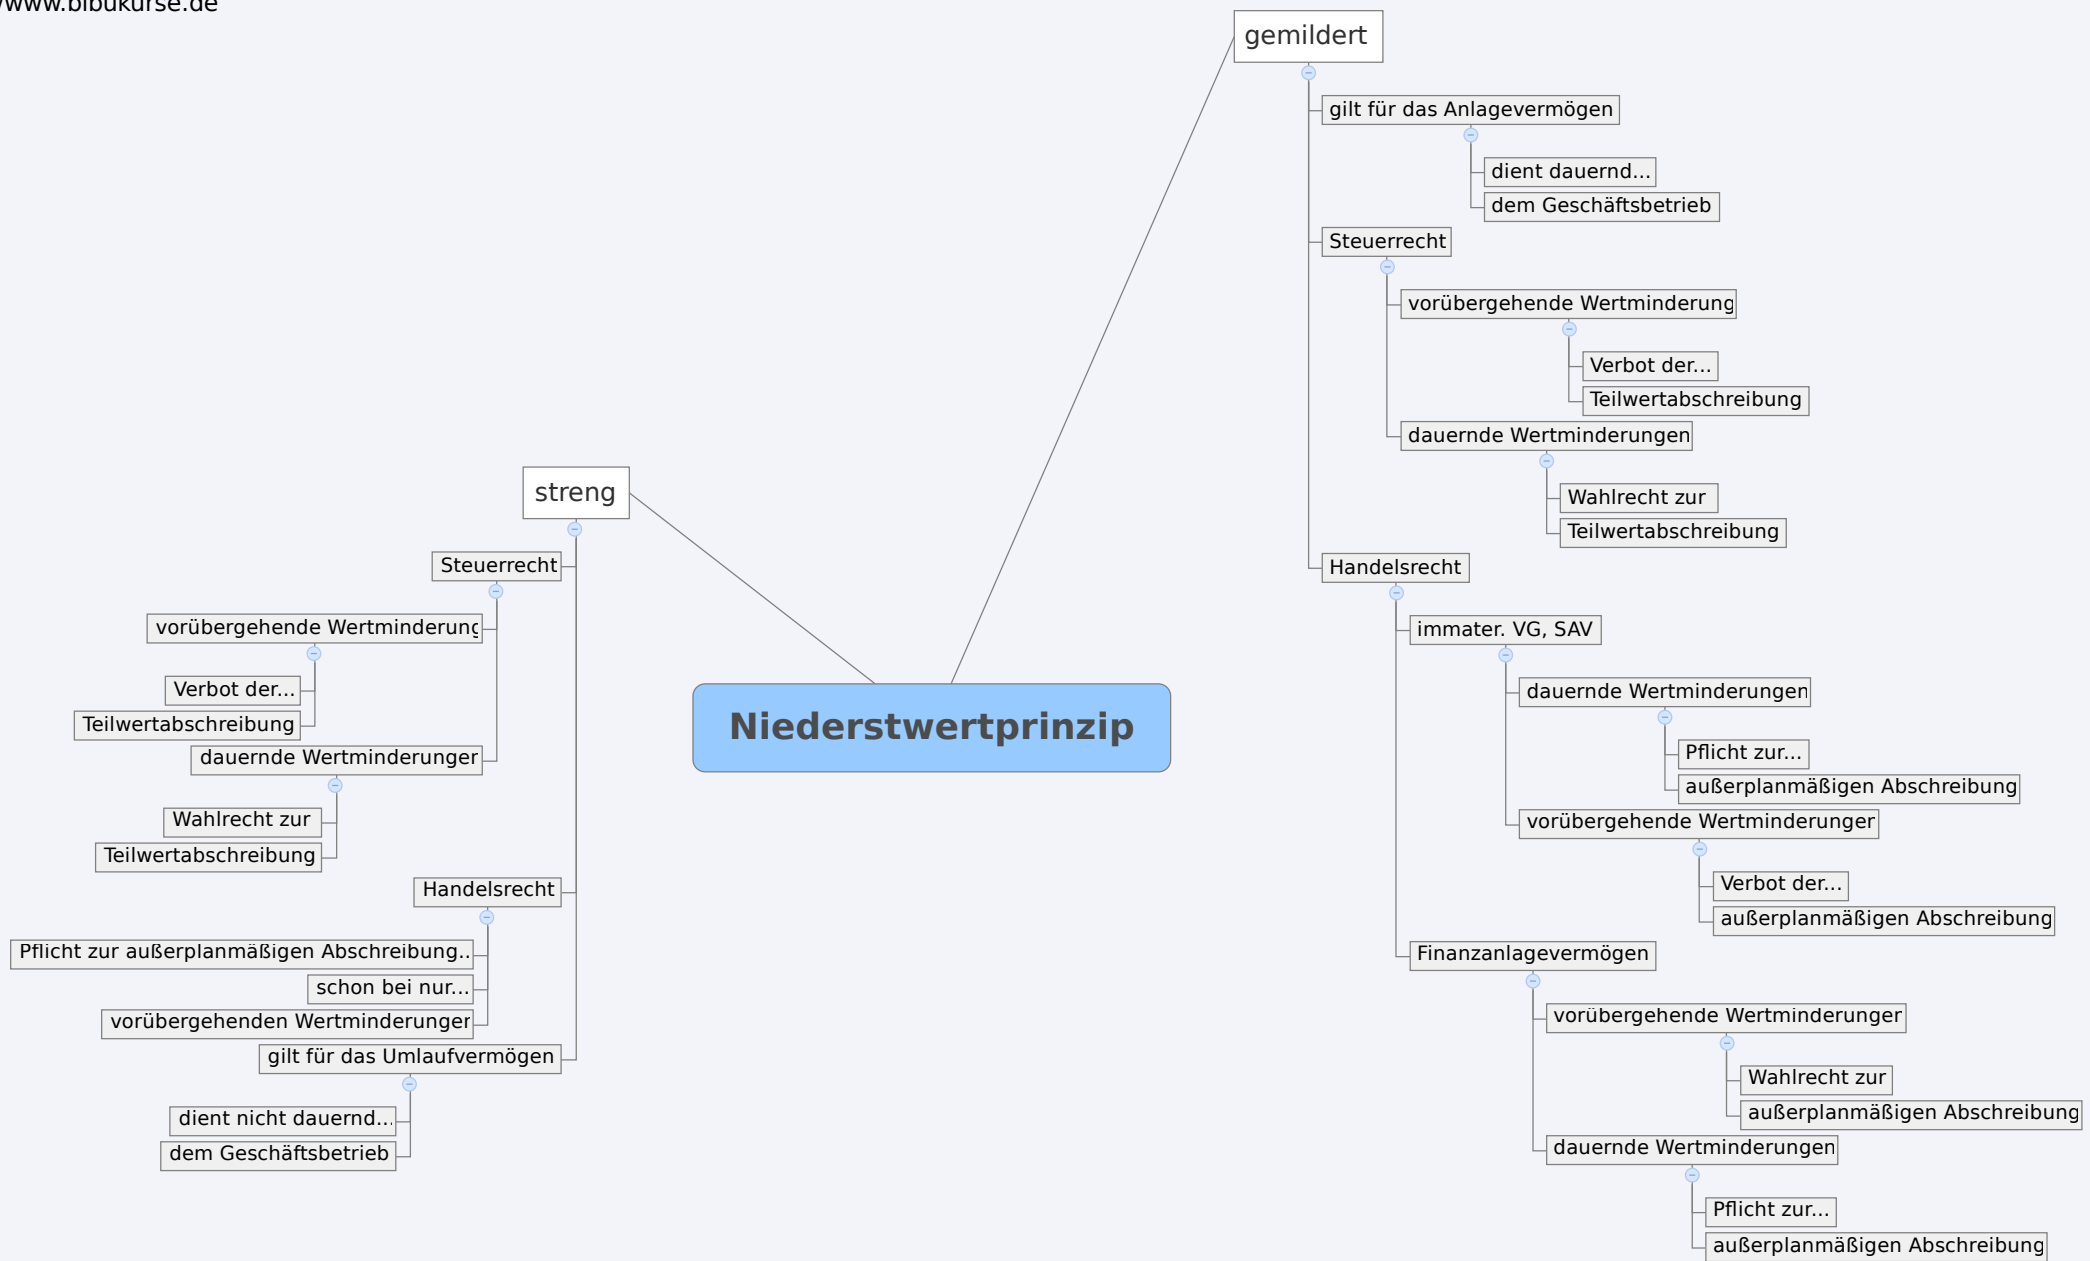 /www.bibukurse.de
gemildert
gilt für das Anlagevermögen
dient dauernd...
dem Geschäftsbetrieb
Steuerrecht
vorübergehende Wertminderung
Verbot der...
Teilwertabschreibung
dauernde Wertminderungen
Wahlrecht zur
Teilwertabschreibung
Handelsrecht
immater. VG, SAV
dauernde Wertminderungen
Pflicht zur...
außerplanmäßigen Abschreibung
vorübergehende Wertminderungen
Verbot der...
außerplanmäßigen Abschreibung
Finanzanlagevermögen
vorübergehende Wertminderungen
Wahlrecht zur
außerplanmäßigen Abschreibung
dauernde Wertminderungen
Pflicht zur...
außerplanmäßigen Abschreibung
streng
Steuerrecht
vorübergehende Wertminderung
Verbot der...
Teilwertabschreibung
dauernde Wertminderungen
Wahlrecht zur
Teilwertabschreibung
Handelsrecht
Pflicht zur außerplanmäßigen Abschreibung..
schon bei nur...
vorübergehenden Wertminderungen
gilt für das Umlaufvermögen
dient nicht dauernd...
dem Geschäftsbetrieb
Niederstwertprinzip